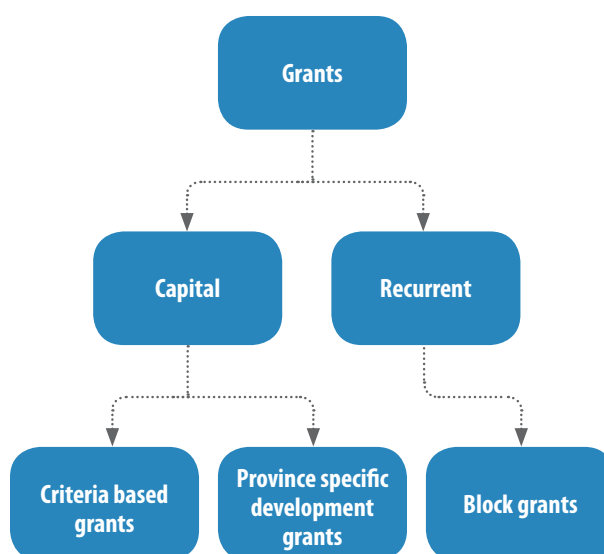 Grants
Capital
Recurrent
Criteria based
grants
Province specific
development
grants
Block grants